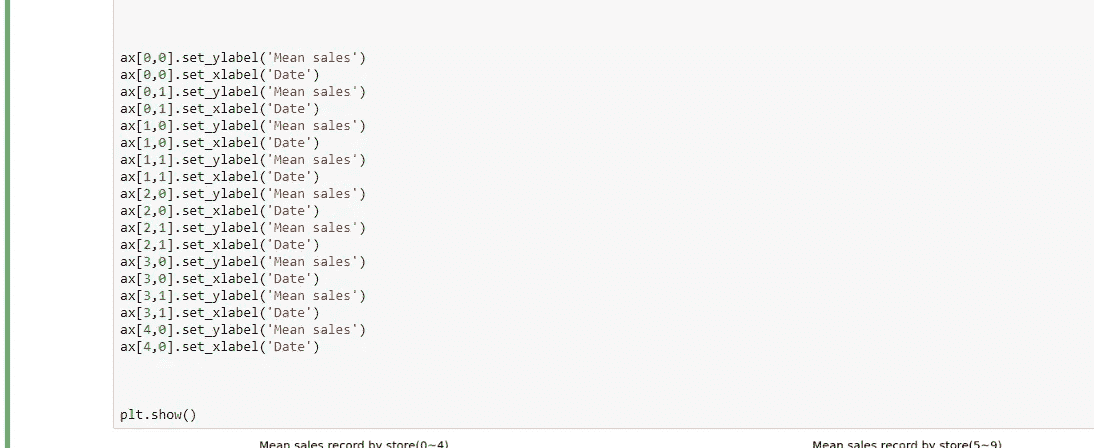 ax[0,0].set_ylabel('Mean sales')
ax[0,0].set_xlabel('Date')
ax[0,1].set_ylabel('Mean sales')
ax[0,1].set_xlabel('Date')
ax[1,0].set_ylabel('Mean sales')
ax[1,0].set_xlabel('Date')
ax[1,1].set_ylabel('Mean sales')
ax[1,1].set_xlabel('Date')
ax[2,0].set_ylabel('Mean sales')
ax[2,0].set_xlabel('Date')
ax[2,1].set_ylabel('Mean sales')
ax[2,1].set_xlabel('Date')
ax[3,0].set_ylabel('Mean sales')
ax[3,0].set_xlabel('Date')
ax[3,1].set_ylabel('Mean sales')
ax[3,1].set_xlabel('Date')
ax[4,0].set_ylabel('Mean sales')
ax[4,0].set_xlabel('Date')
plt.show()
Mean sales record by store(0~4)
Mean sales record by store(5~9)